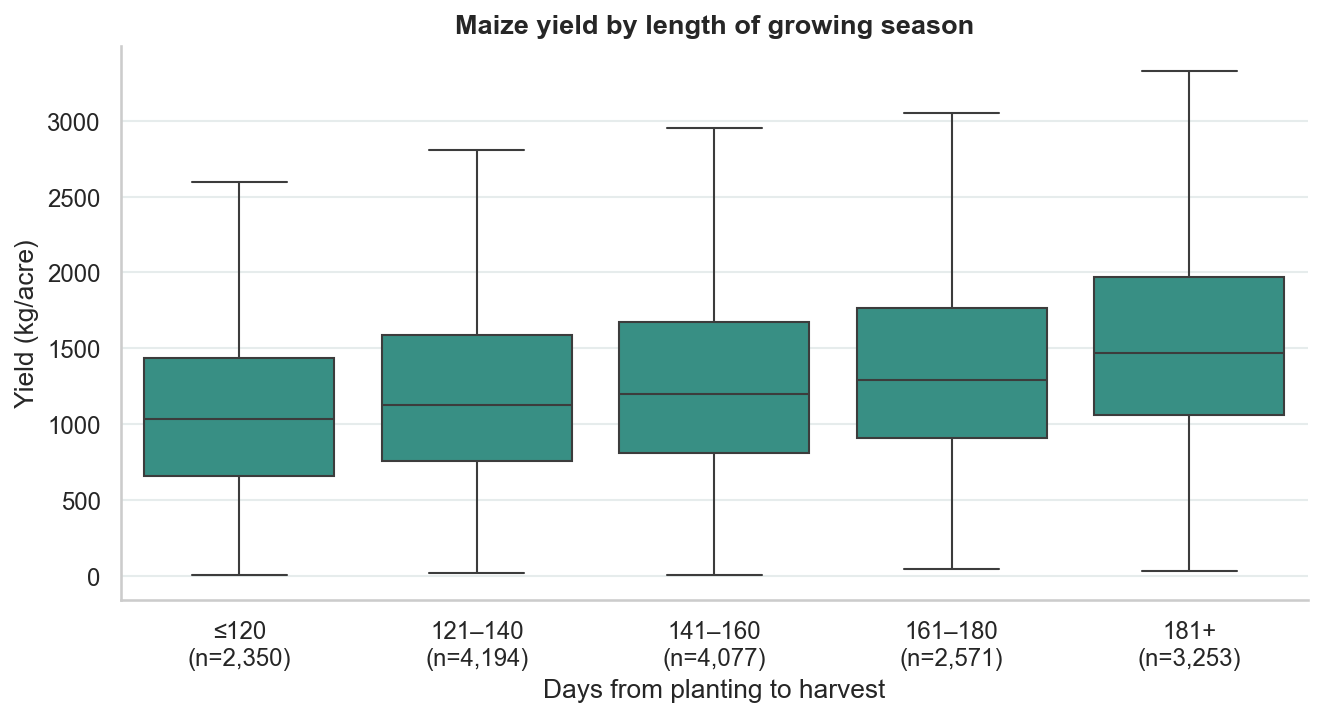 Maize yield by length of growing season
Yield (kg/acre)
3000
2500
2000
1500
1000
500
0
≤120
(n=2,350)
121–140
(n=4,194)
141–160
(n=4,077)
161–180
(n=2,571)
181+
(n=3,253)
Days from planting to harvest